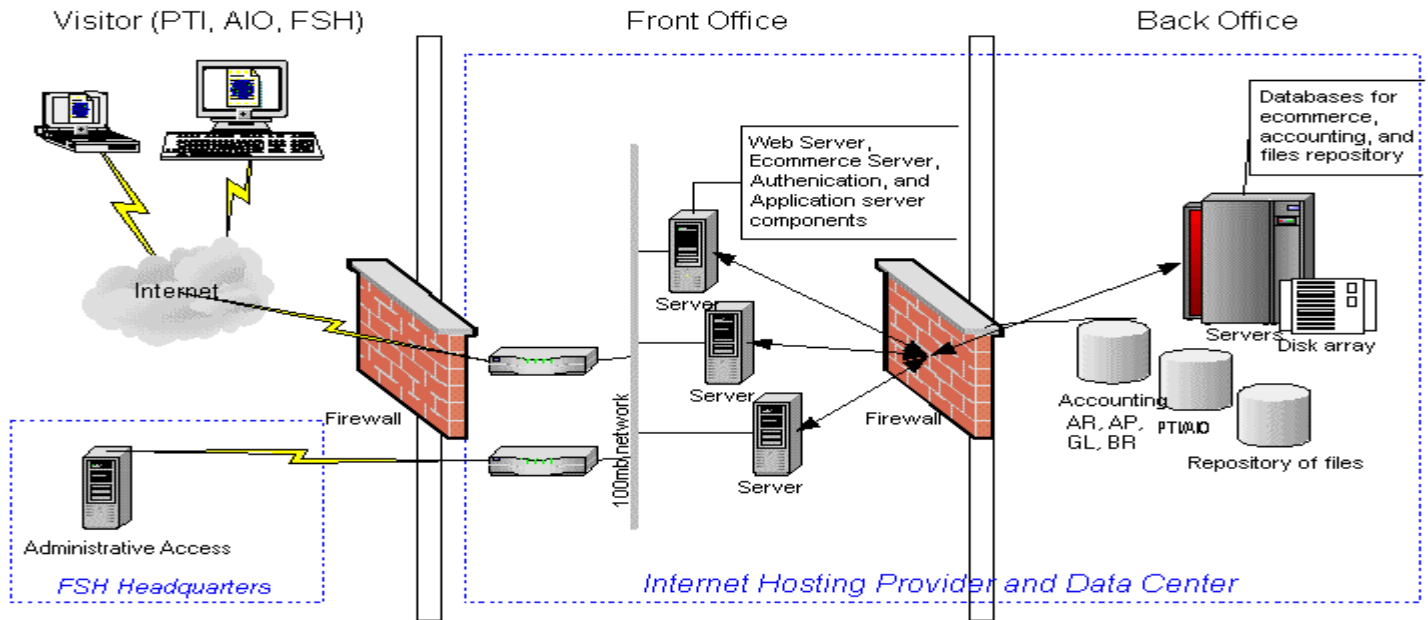 Visitor (PTI, AIO, FSH)
Front Office
Back Office
Databases for
ecommerce,
accounting, and
files repository
Web Server,
Ecommerce Server,
Authenication, and
Application server
components
Internet
Server
Servers
Disk array
Server
Firewall
Firewall
Accounting
AR, AP,
GL, BR
PTI/AIO
Repository of files
100mb network
Server
Administrative Access
FSH Headquarters
Internet Hosting Provider and Data Center